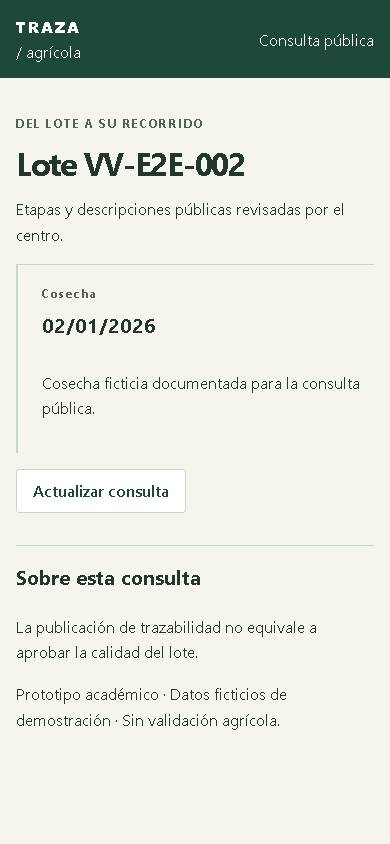 TRAZA
/ agrícola
Consulta pública
DEL LOTE A SU RECORRIDO
Lote VV-E2E-002
Etapas y descripciones públicas revisadas por el
centro.
Cosecha
02/01/2026
Cosecha ficticia documentada para la consulta
pública.
Actualizar consulta
Sobre esta consulta
La publicación de trazabilidad no equivale a
aprobar la calidad del lote.
Prototipo académico · Datos ficticios de
demostración · Sin validación agrícola.